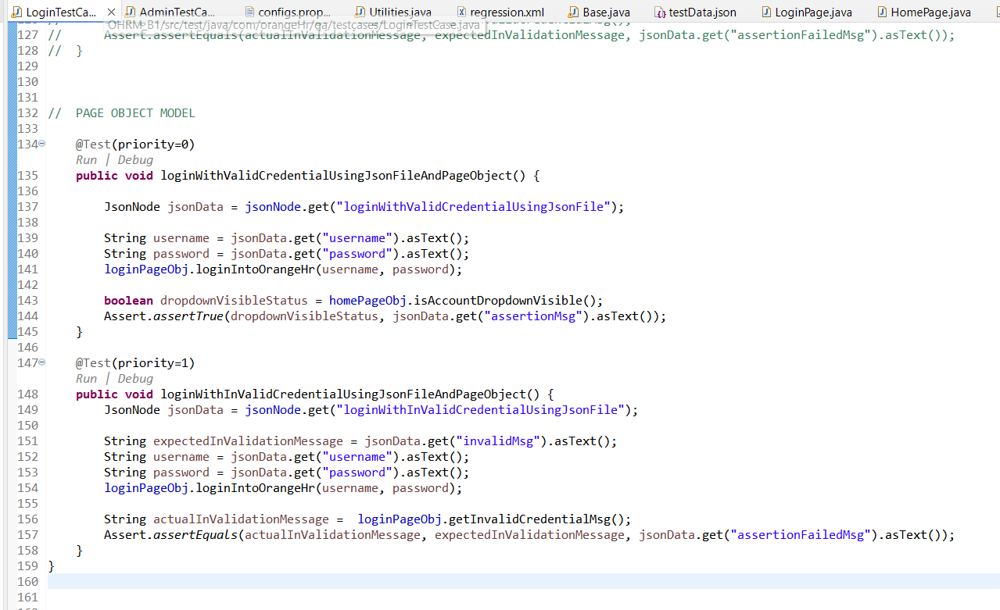 LoginTestCa... AdminTestCa... configs.prop... Utilities.java regression.xml Base.java testData.json LoginPage.java HomePage.java
OHRM-B1/src/test/java/com/orangeHr/qa/testcases/LoginTestCase.java
127 // Assert.assertEquals(actualInValidationMessage, expectedInValidationMessage, jsonData.get("assertionFailedMsg").asText());
128 // }
129
130
131
132 // PAGE OBJECT MODEL
133
134 @Test(priority=0)
Run | Debug
135 public void loginWithValidCredentialUsingJsonFileAndPageObject() {
136
137 JsonNode jsonData = jsonNode.get("loginWithValidCredentialUsingJsonFile");
138
139 String username = jsonData.get("username").asText();
140 String password = jsonData.get("password").asText();
141 loginPageObj.loginIntoOrangeHr(username, password);
142
143 boolean dropdownVisibleStatus = homePageObj.isAccountDropdownVisible();
144 Assert.assertTrue(dropdownVisibleStatus, jsonData.get("assertionMsg").asText());
145 }
146
147 @Test(priority=1)
Run | Debug
148 public void loginWithInValidCredentialUsingJsonFileAndPageObject() {
149 JsonNode jsonData = jsonNode.get("loginWithInValidCredentialUsingJsonFile");
150
151 String expectedInValidationMessage = jsonData.get("invalidMsg").asText();
152 String username = jsonData.get("username").asText();
153 String password = jsonData.get("password").asText();
154 loginPageObj.loginIntoOrangeHr(username, password);
155
156 String actualInValidationMessage =  loginPageObj.getInvalidCredentialMsg();
157 Assert.assertEquals(actualInValidationMessage, expectedInValidationMessage, jsonData.get("assertionFailedMsg").asText());
158 }
159 }
160
161